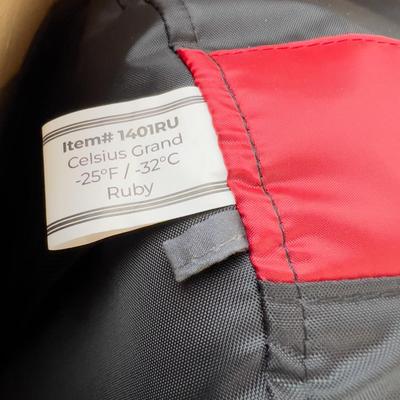 Item# 1401RU
Celsius Grand
-25°F / -32°C
Ruby